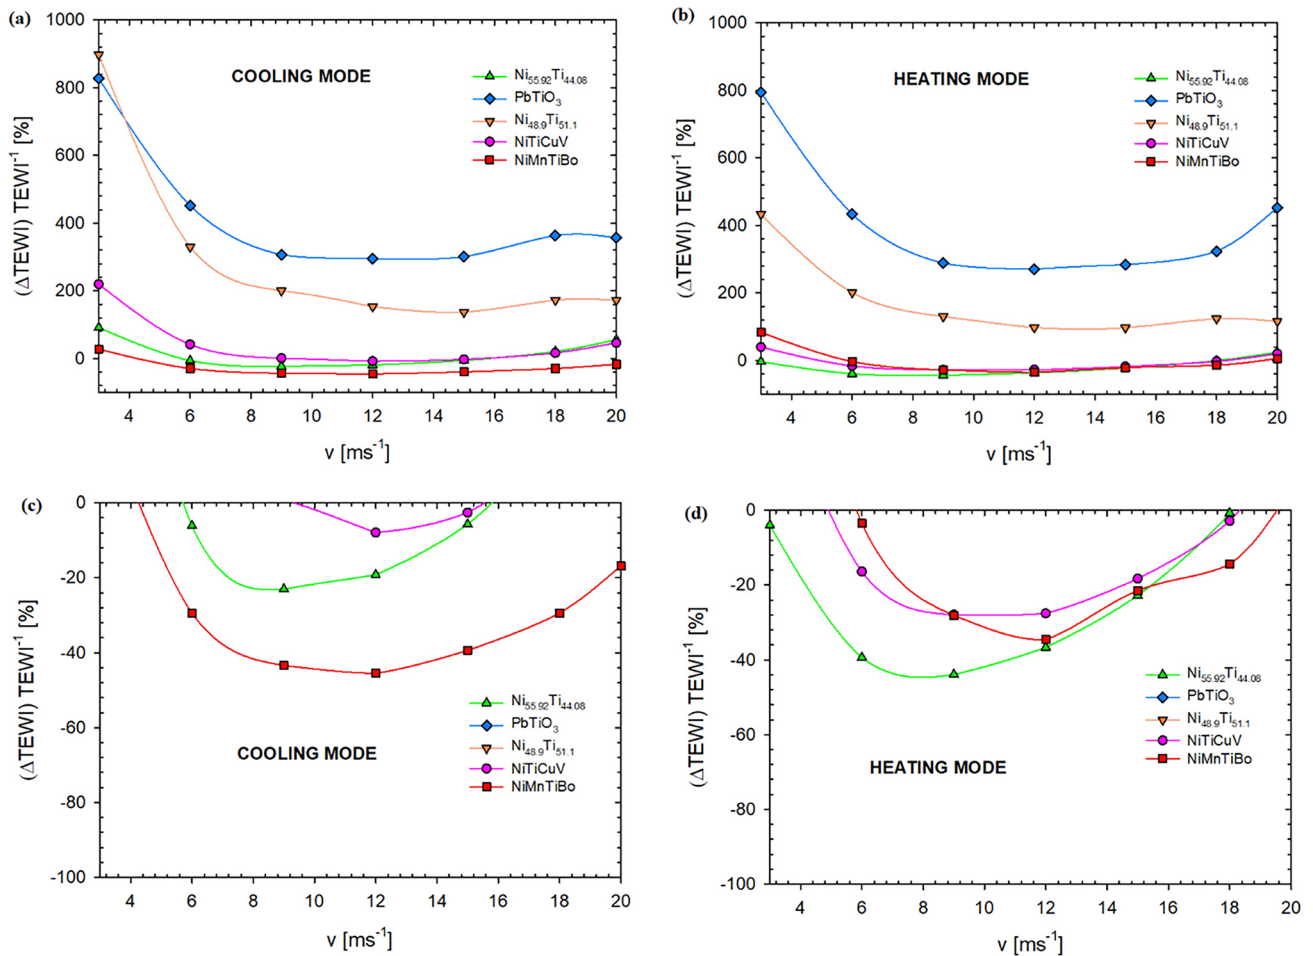 (a)
1000
800
600
400
200
0
(ΔTEWI) TEWI⁻¹ [%]
COOLING MODE
Ni55.92Ti44.08
PbTiO3
Ni48.9Ti51.1
NiTiCuV
NiMnTiBo
4 6 8 10 12 14 16 18 20
v [ms⁻¹]
(b)
1000
800
600
400
200
0
(ΔTEWI) TEWI⁻¹ [%]
HEATING MODE
Ni55.92Ti44.08
PbTiO3
Ni48.9Ti51.1
NiTiCuV
NiMnTiBo
4 6 8 10 12 14 16 18 20
v [ms⁻¹]
(c)
0
-20
-40
-60
-80
-100
(ΔTEWI) TEWI⁻¹ [%]
Ni55.92Ti44.08
PbTiO3
Ni48.9Ti51.1
NiTiCuV
NiMnTiBo
COOLING MODE
4 6 8 10 12 14 16 18 20
v [ms⁻¹]
(d)
0
-20
-40
-60
-80
-100
(ΔTEWI) TEWI⁻¹ [%]
Ni55.92Ti44.08
PbTiO3
Ni48.9Ti51.1
NiTiCuV
NiMnTiBo
HEATING MODE
4 6 8 10 12 14 16 18 20
v [ms⁻¹]